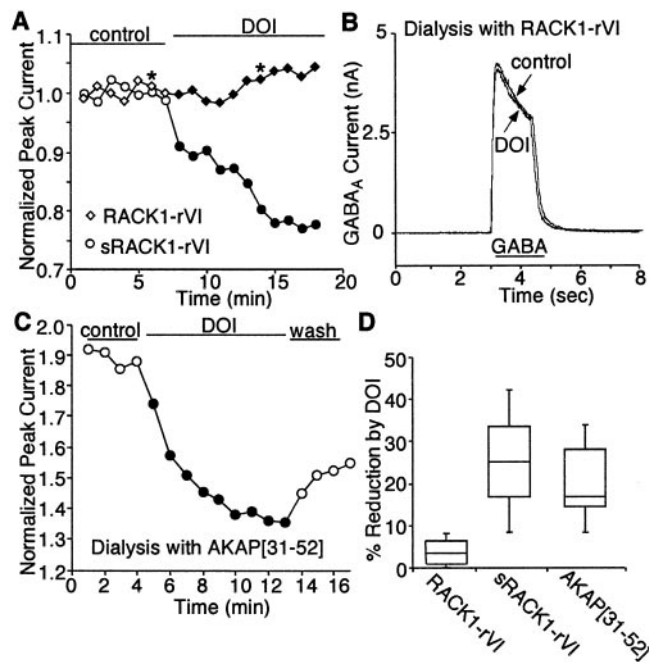 A
control
DOI
1.1
1.05
1.0
0.9
0.8
0.7
*
*
RACK1-rVI
sRACK1-rVI
Normalized Peak Current
0
5
10
15
20
Time (min)
B
Dialysis with RACK1-rVI
control
DOI
5.0
2.5
0
GABAA Current (nA)
GABA
0
2
4
6
8
Time (sec)
C
control
DOI
wash
2.0
1.9
1.8
1.7
1.6
1.5
1.4
1.3
1.2
Normalized Peak Current
Dialysis with AKAP[31-52]
0
2
4
6
8
10
12
14
16
Time (min)
D
50
40
30
20
10
0
% Reduction by DOI
RACK1-rVI
sRACK1-rVI
AKAP[31-52]